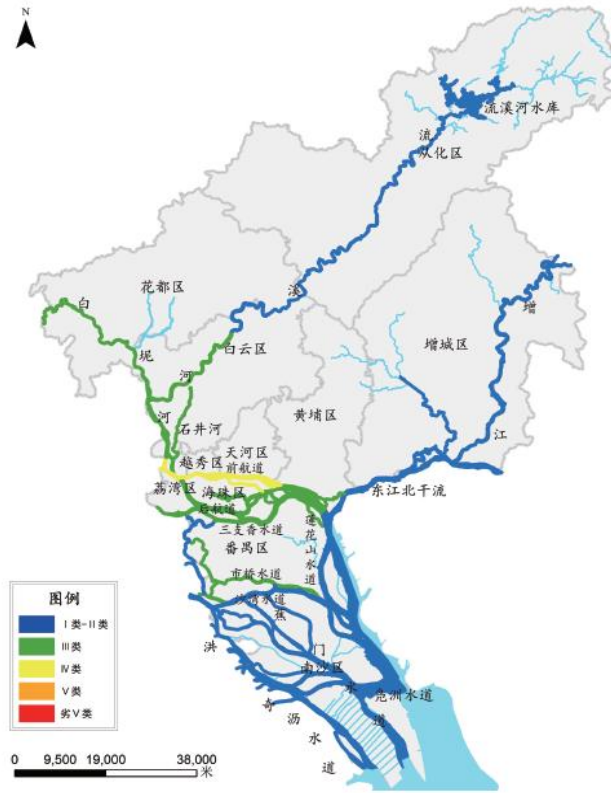 N
流溪河水库
流
从化区
溪
花都区
白
坭
河
白云区
河
增
增城区
江
黄埔区
石井河
天河区
越秀区
前航道
荔湾区
海珠区
后航道
东江北干流
三支香水道
莲花山水道
番禺区
市桥水道
沙湾水道
蕉
门
水
道
洪
奇
沥
水
道
南沙区
凫洲水道
图例
Ⅰ类-Ⅱ类
Ⅲ类
Ⅳ类
Ⅴ类
劣Ⅴ类
0 9,500 19,000 38,000
米